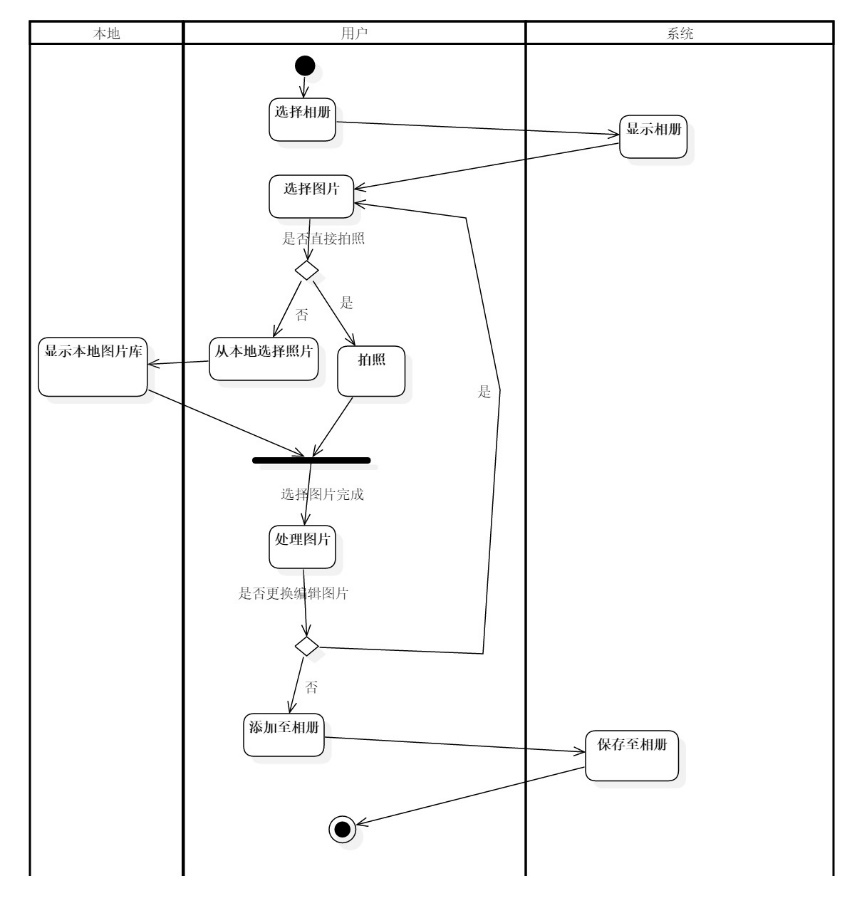 本地
用户
系统
选择相册
显示相册
选择图片
是否直接拍照
否
是
显示本地图片库
从本地选择照片
拍照
是
选择图片完成
处理图片
是否更换编辑图片
否
添加至相册
保存至相册